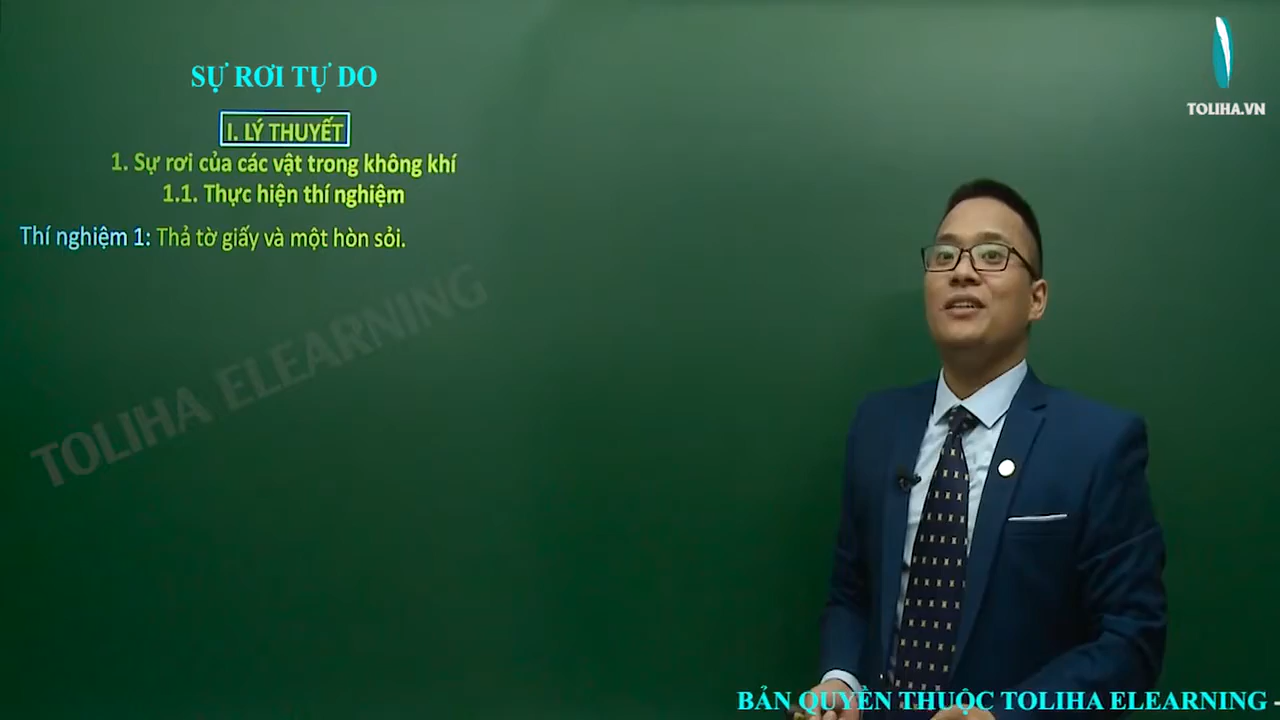 SỰ RƠI TỰ DO
I. LÝ THUYẾT
1. Sự rơi của các vật trong không khí
1.1. Thực hiện thí nghiệm
Thí nghiệm 1: Thả tờ giấy và một hòn sỏi.
TOLIHA ELEARNING
TOLIHA.VN
BẢN QUYỀN THUỘC TOLIHA ELEARNING -